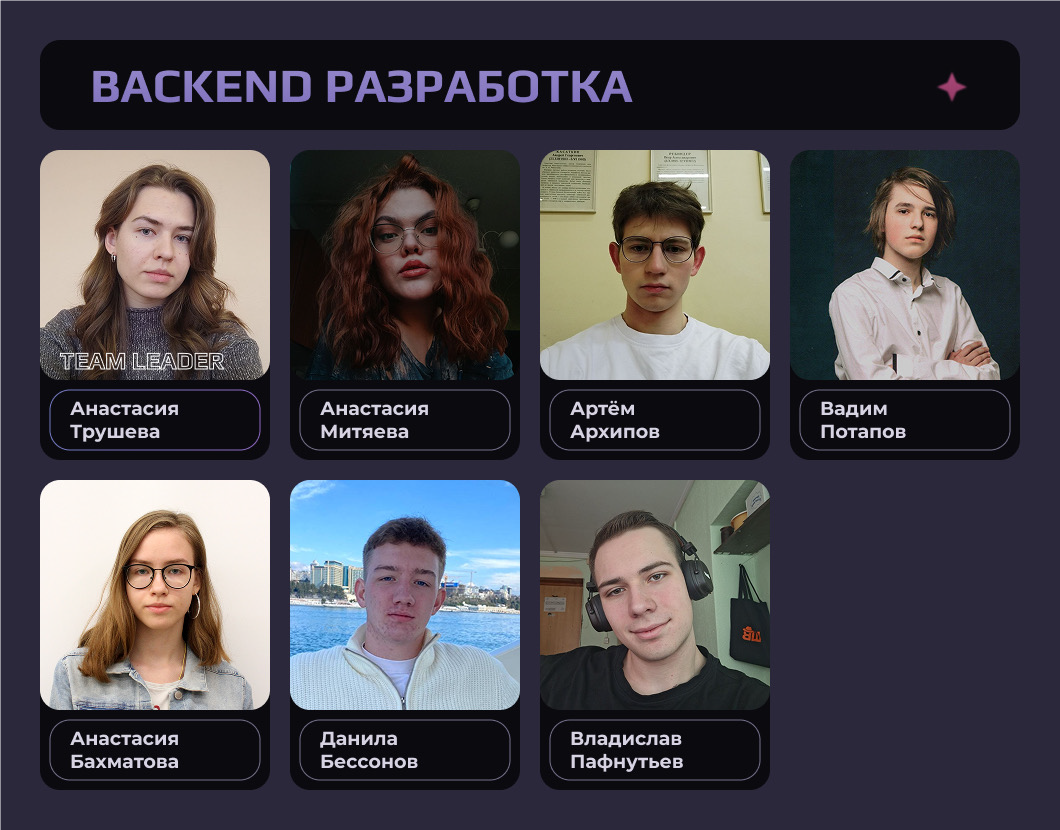 BACKEND РАЗРАБОТКА
TEAM LEADER
Анастасия
Трушева
Анастасия
Митяева
Артём
Архипов
Вадим
Потапов
Анастасия
Бахматова
Данила
Бессонов
Владислав
Пафнутьев